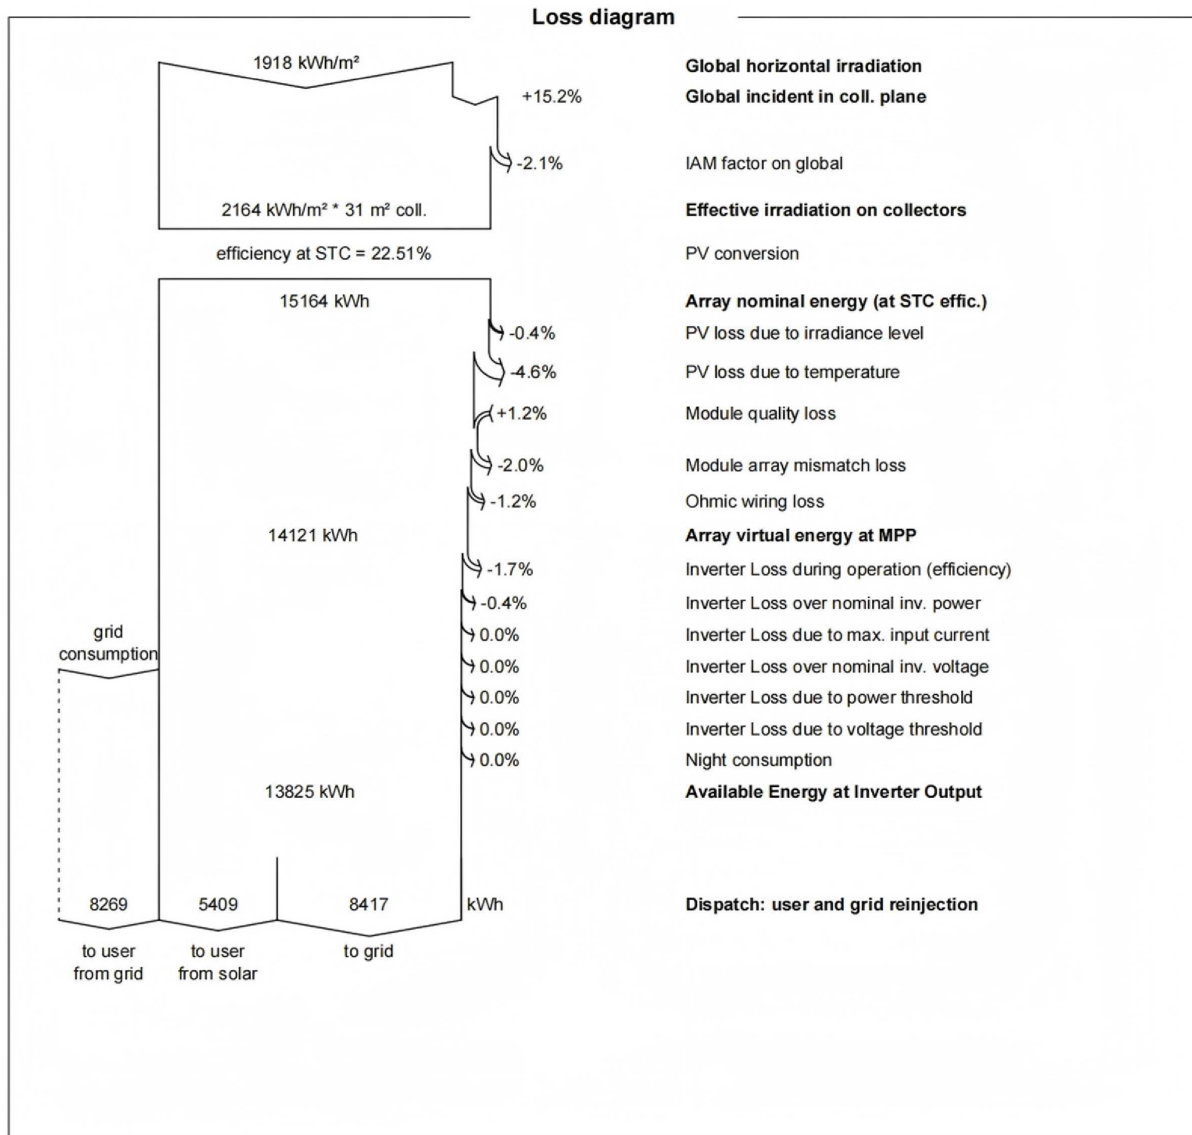 Loss diagram
1918 kWh/m²
Global horizontal irradiation
+15.2%
Global incident in coll. plane
-2.1%
IAM factor on global
2164 kWh/m² * 31 m² coll.
Effective irradiation on collectors
efficiency at STC = 22.51%
PV conversion
15164 kWh
Array nominal energy (at STC effic.)
-0.4%
PV loss due to irradiance level
-4.6%
PV loss due to temperature
+1.2%
Module quality loss
-2.0%
Module array mismatch loss
-1.2%
Ohmic wiring loss
14121 kWh
Array virtual energy at MPP
-1.7%
Inverter Loss during operation (efficiency)
-0.4%
Inverter Loss over nominal inv. power
grid
consumption
0.0%
Inverter Loss due to max. input current
0.0%
Inverter Loss over nominal inv. voltage
0.0%
Inverter Loss due to power threshold
0.0%
Inverter Loss due to voltage threshold
0.0%
Night consumption
13825 kWh
Available Energy at Inverter Output
8269
5409
8417
kWh
Dispatch: user and grid reinjection
to user
from grid
to user
from solar
to grid